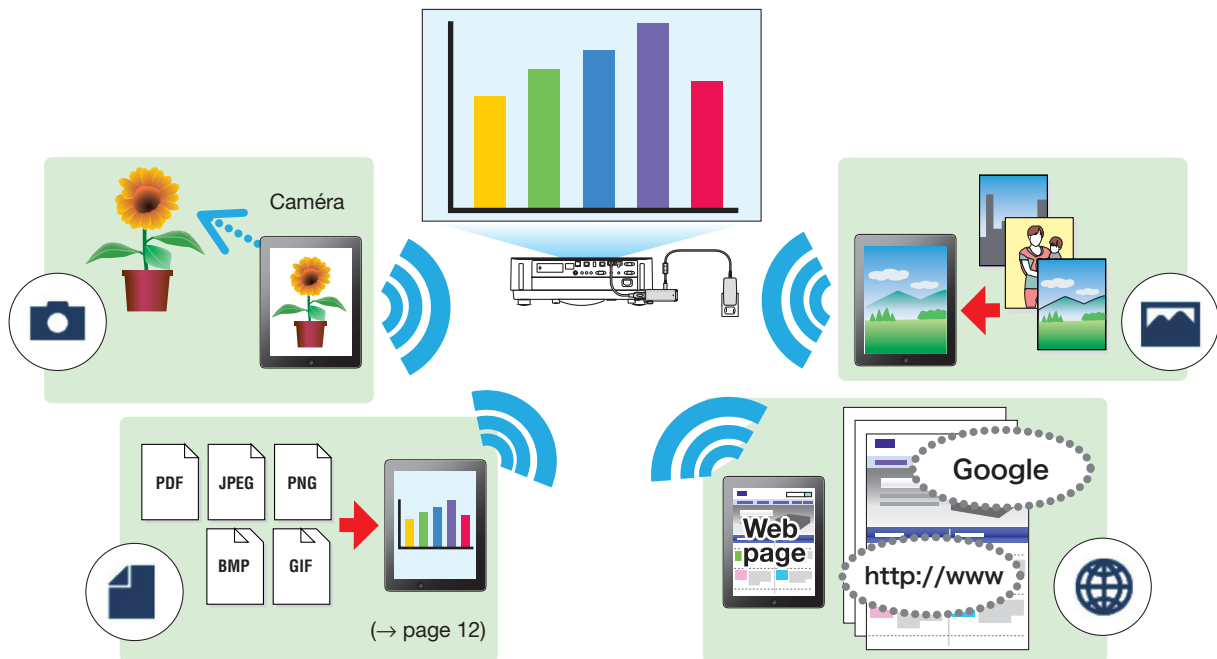 Caméra
PDF
JPEG
PNG
BMP
GIF
(→ page 12)
Google
Web
page
http://www